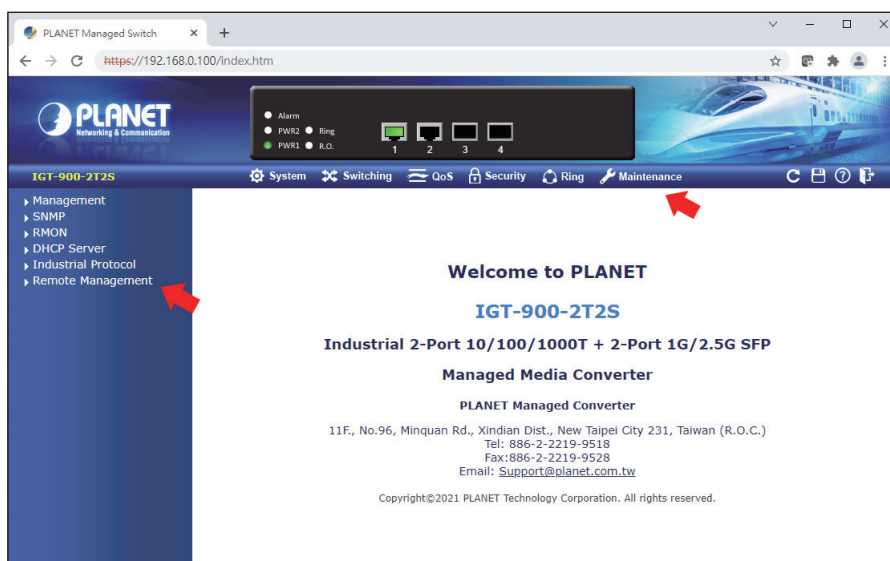 PLANET Managed Switch
https://192.168.0.100/index.htm
PLANET
Networking & Communication
Alarm
PWR2 Ring
PWR1 R.O.
1 2 3 4
IGT-900-2T2S
System Switching QoS Security Ring Maintenance
Management
SNMP
RMON
DHCP Server
Industrial Protocol
Remote Management
Welcome to PLANET
IGT-900-2T2S
Industrial 2-Port 10/100/1000T + 2-Port 1G/2.5G SFP
Managed Media Converter
PLANET Managed Converter
11F., No.96, Minquan Rd., Xindian Dist., New Taipei City 231, Taiwan (R.O.C.)
Tel: 886-2-2219-9518
Fax:886-2-2219-9528
Email: Support@planet.com.tw
Copyright©2021 PLANET Technology Corporation. All rights reserved.